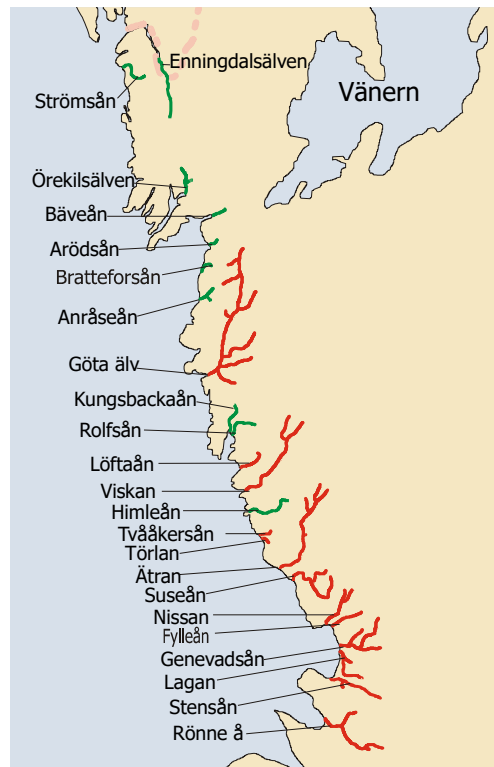 Enningdalsälven
Strömsån
Vänern
Örekilsälven
Bäveån
Arödsån
Bratteforsån
Anråseån
Göta älv
Kungsbackaån
Rolfsån
Löftaån
Viskan
Himleån
Tvååkersån
Törlan
Ätran
Suseån
Nissan
Fylleån
Genevadsån
Lagan
Stensån
Rönne å